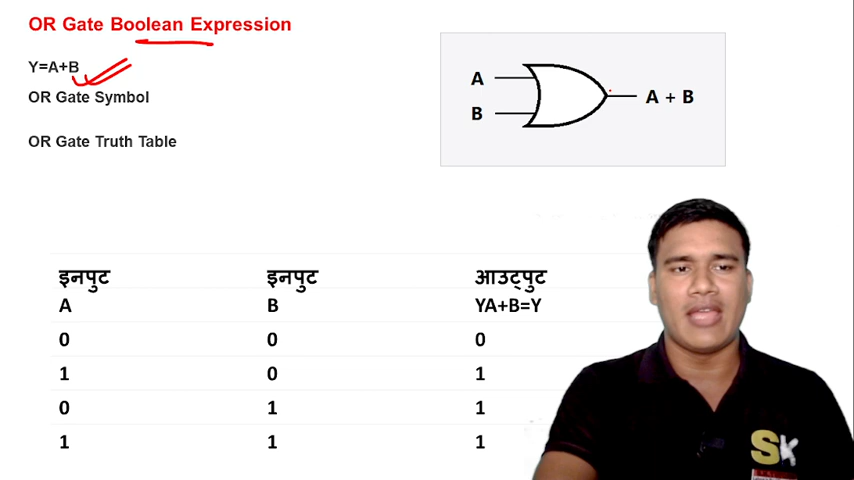 OR Gate Boolean Expression
Y=A+B
OR Gate Symbol
OR Gate Truth Table
A
B
A + B
इनपुट इनपुट आउट्पुट
A B YA+B=Y
0 0 0
1 0 1
0 1 1
1 1 1
Sk